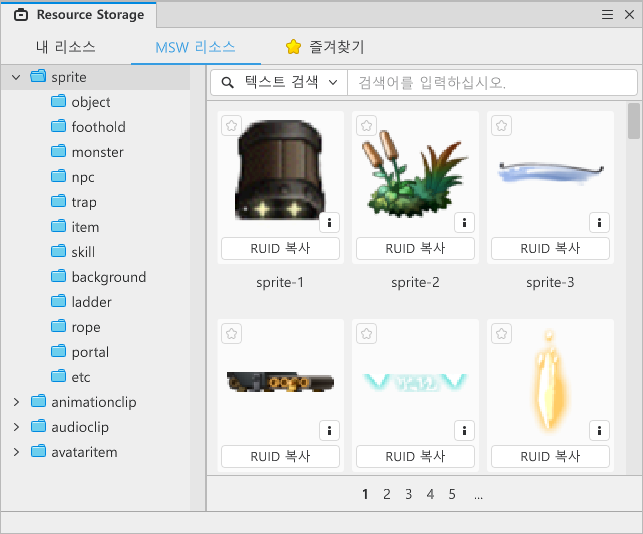 Resource Storage
내 리소스
MSW 리소스
즐겨찾기
sprite
object
foothold
monster
npc
trap
item
skill
background
ladder
rope
portal
etc
animationclip
audioclip
avataritem
텍스트 검색
검색어를 입력하십시오.
RUID 복사
RUID 복사
RUID 복사
sprite-1
sprite-2
sprite-3
RUID 복사
RUID 복사
RUID 복사
1 2 3 4 5 ...